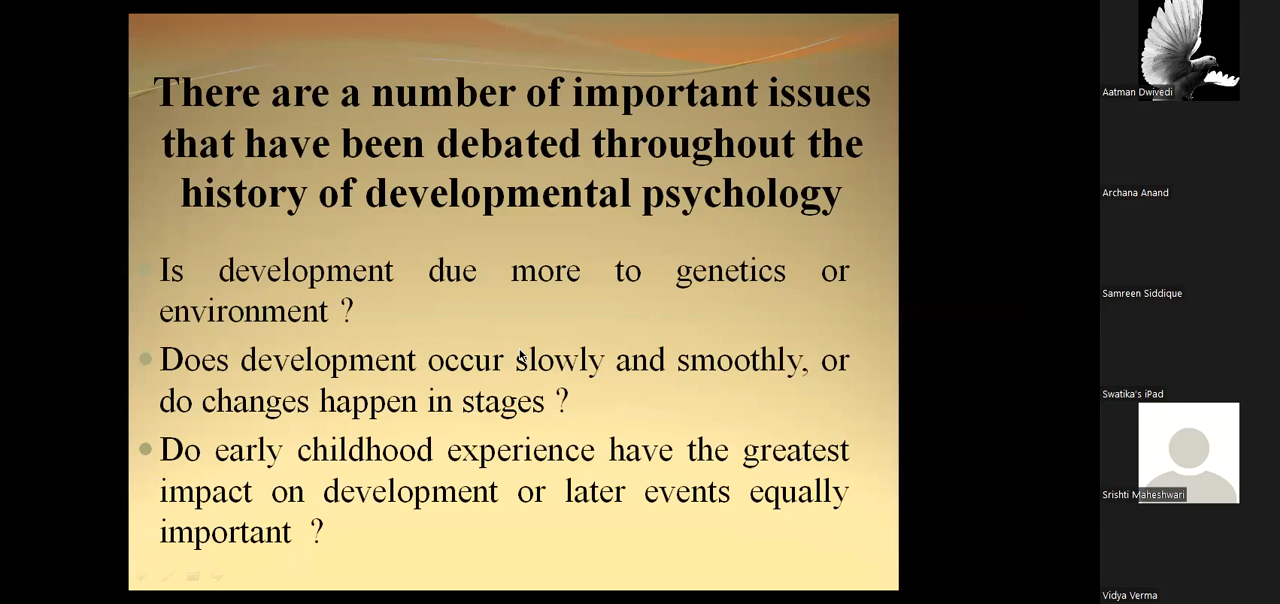 There are a number of important issues
that have been debated throughout the
history of developmental psychology
Is development due more to genetics or
environment ?
Does development occur slowly and smoothly, or
do changes happen in stages ?
Do early childhood experience have the greatest
impact on development or later events equally
important ?
Aatman Dwivedi
Archana Anand
Samreen Siddique
Swatika's iPad
Srishti Maheshwari
Vidya Verma